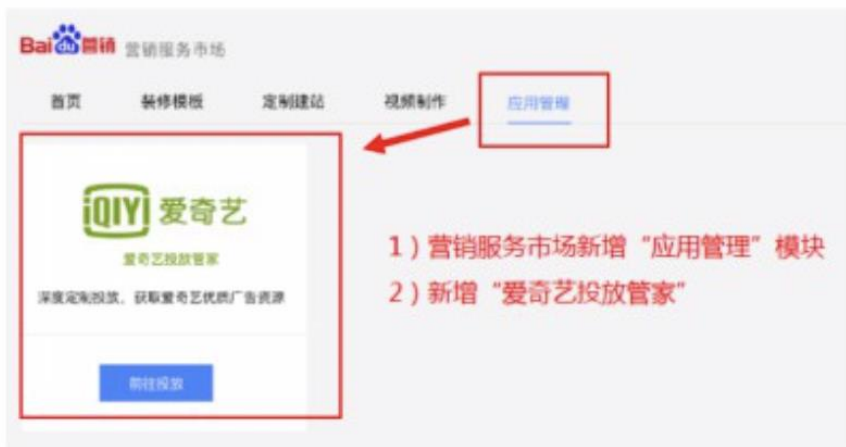 Bai du 营销 营销服务市场
首页 装修模板 定制建站 视频制作 应用管理
iQIYI 爱奇艺
爱奇艺投放管家
深度定制投放，获取爱奇艺优质广告资源
前往投放
1）营销服务市场新增“应用管理”模块
2）新增“爱奇艺投放管家”